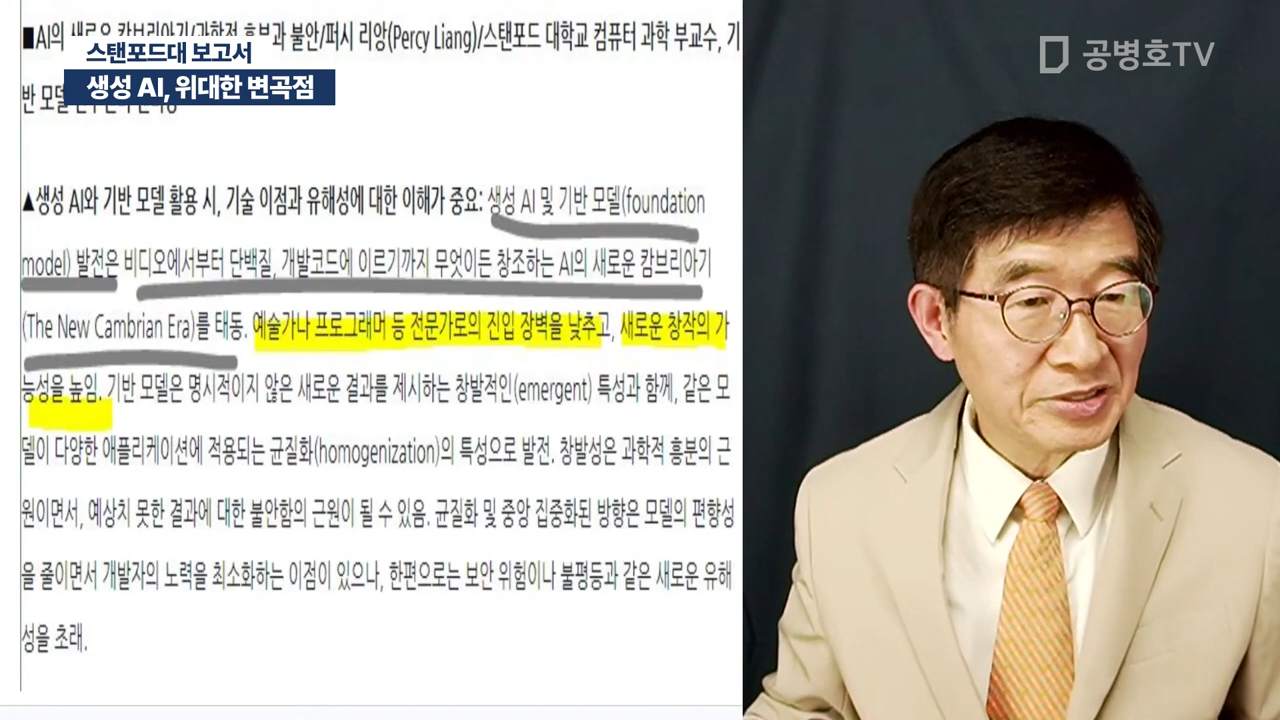 ■AI의 새로운 캄브리아기/과학적 흥분과 불안/퍼시 리앙(Percy Liang)/스탠포드 대학교 컴퓨터 과학 부교수, 기
스탠포드대 보고서
생성 AI, 위대한 변곡점
공병호TV
반 모델
▲생성 AI와 기반 모델 활용 시, 기술 이점과 유해성에 대한 이해가 중요: 생성 AI 및 기반 모델(foundation
model) 발전은 비디오에서부터 단백질, 개발코드에 이르기까지 무엇이든 창조하는 AI의 새로운 캄브리아기
(The New Cambrian Era)를 태동. 예술가나 프로그래머 등 전문가로의 진입 장벽을 낮추고, 새로운 창작의 가
능성을 높임. 기반 모델은 명시적이지 않은 새로운 결과를 제시하는 창발적인(emergent) 특성과 함께, 같은 모
델이 다양한 애플리케이션에 적용되는 균질화(homogenization)의 특성으로 발전. 창발성은 과학적 흥분의 근
원이면서, 예상치 못한 결과에 대한 불안함의 근원이 될 수 있음. 균질화 및 중앙 집중화된 방향은 모델의 편향성
을 줄이면서 개발자의 노력을 최소화하는 이점이 있으나, 한편으로는 보안 위험이나 불평등과 같은 새로운 유해
성을 초래.